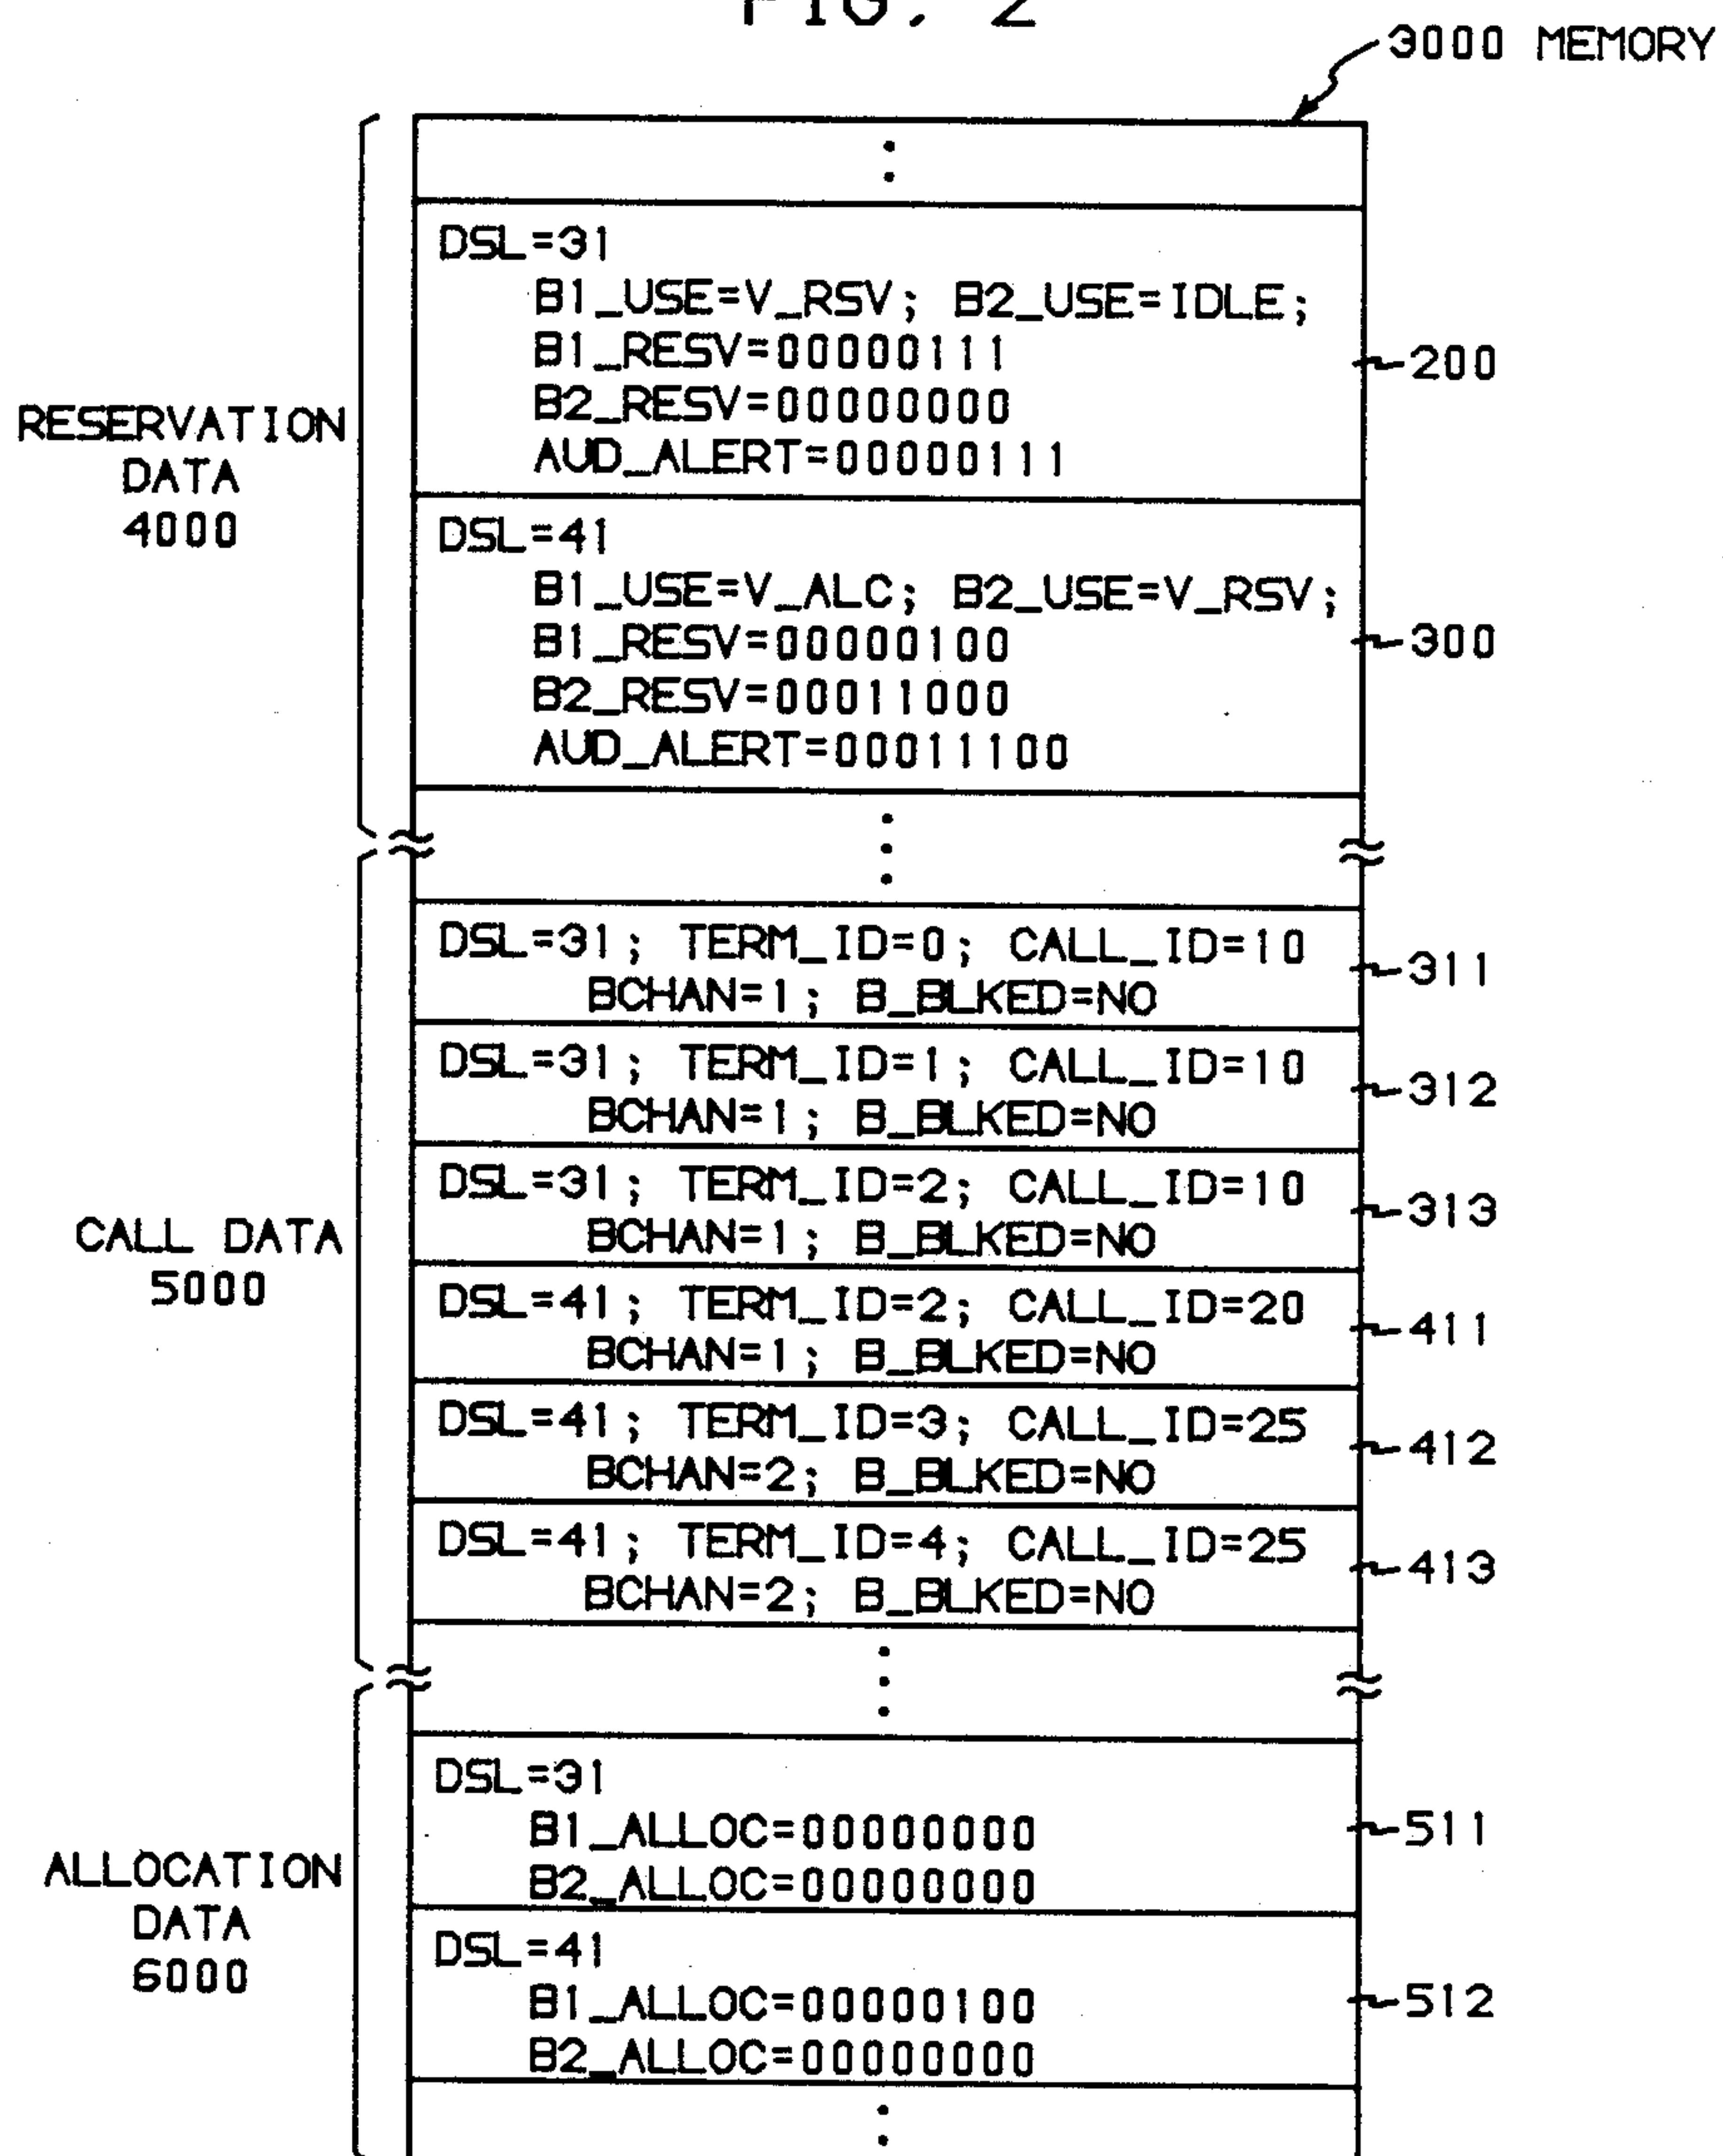 FIG. 2
3000 MEMORY
RESERVATION
DATA
4000
DSL=31
B1_USE=V_RSV; B2_USE=IDLE;
B1_RESV=00000111
B2_RESV=00000000
AUD_ALERT=00000111
200
DSL=41
B1_USE=V_ALC; B2_USE=V_RSV;
B1_RESV=00000100
B2_RESV=00011000
AUD_ALERT=00011100
300
CALL DATA
5000
DSL=31; TERM_ID=0; CALL_ID=10
BCHAN=1; B_BLKED=NO
311
DSL=31; TERM_ID=1; CALL_ID=10
BCHAN=1; B_BLKED=NO
312
DSL=31; TERM_ID=2; CALL_ID=10
BCHAN=1; B_BLKED=NO
313
DSL=41; TERM_ID=2; CALL_ID=20
BCHAN=1; B_BLKED=NO
411
DSL=41; TERM_ID=3; CALL_ID=25
BCHAN=2; B_BLKED=NO
412
DSL=41; TERM_ID=4; CALL_ID=25
BCHAN=2; B_BLKED=NO
413
ALLOCATION
DATA
6000
DSL=31
B1_ALLOC=00000000
B2_ALLOC=00000000
511
DSL=41
B1_ALLOC=00000100
B2_ALLOC=00000000
512